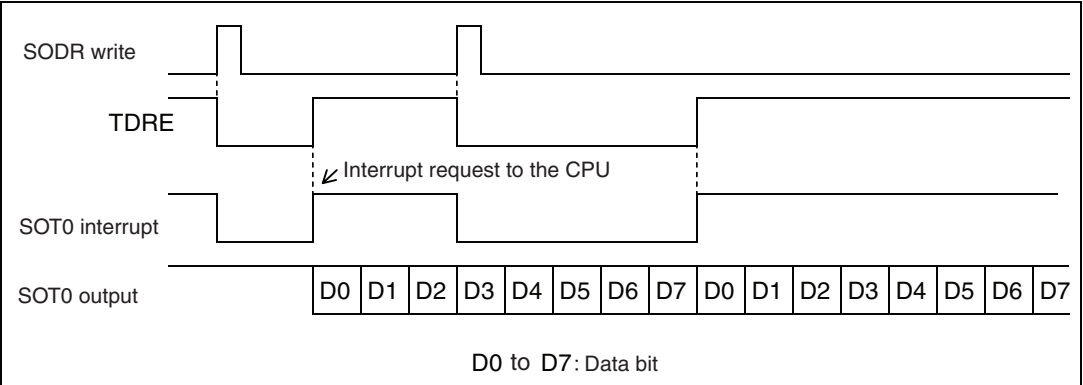 SODR write
TDRE
Interrupt request to the CPU
SOT0 interrupt
SOT0 output
D0 D1 D2 D3 D4 D5 D6 D7 D0 D1 D2 D3 D4 D5 D6 D7
D0 to D7: Data bit